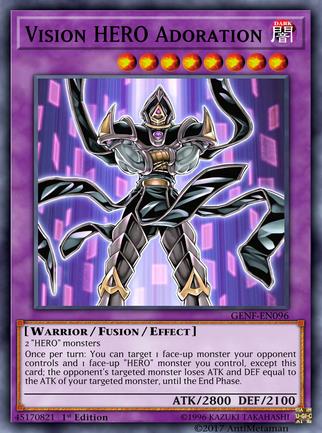 Vision HERO Adoration
DARK
闇
GENF-EN096
[Warrior / Fusion / Effect]
2 "HERO" monsters
Once per turn: You can target 1 face-up monster your opponent
controls and 1 face-up "HERO" monster you control, except this
card; the opponent's targeted monster loses ATK and DEF equal to
the ATK of your targeted monster, until the End Phase.
ATK/2800 DEF/2100
45170821 1st Edition ©1996 KAZUKI TAKAHASHI
©2017 AntiMetaman